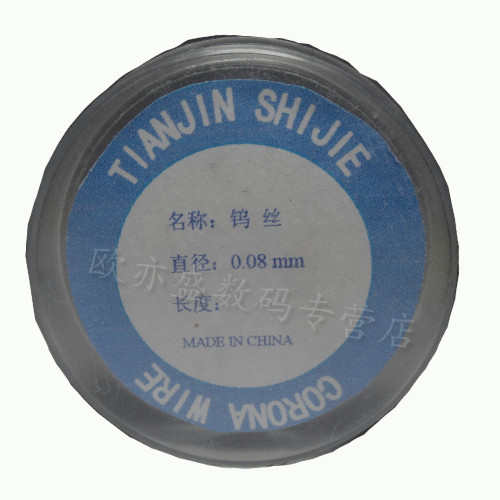 TIANJIN SHIJIE
名称：钨 丝
直径：0.08 mm
长度：
MADE IN CHINA
CORONA WIRE
欧亦盛数码专营店